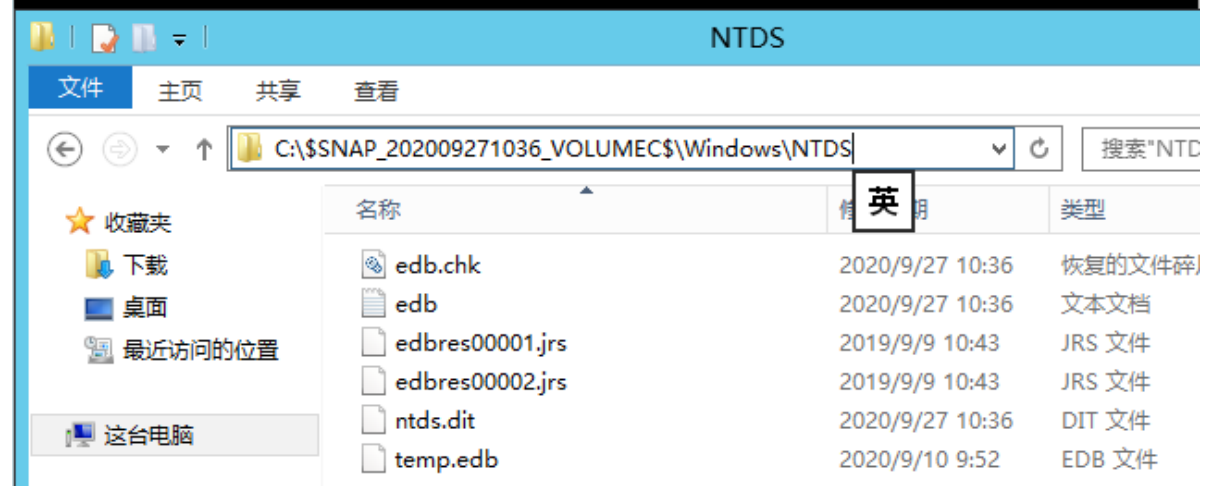 NTDS
文件 主页 共享 查看
C:\$SNAP_202009271036_VOLUMEC$\Windows\NTDS 搜索"NTD
英
收藏夹 名称 类型
下载 edb.chk 2020/9/27 10:36 恢复的文件碎
桌面 edb 2020/9/27 10:36 文本文档
最近访问的位置 edbres00001.jrs 2019/9/9 10:43 JRS 文件
edbres00002.jrs 2019/9/9 10:43 JRS 文件
这台电脑 ntds.dit 2020/9/27 10:36 DIT 文件
temp.edb 2020/9/10 9:52 EDB 文件